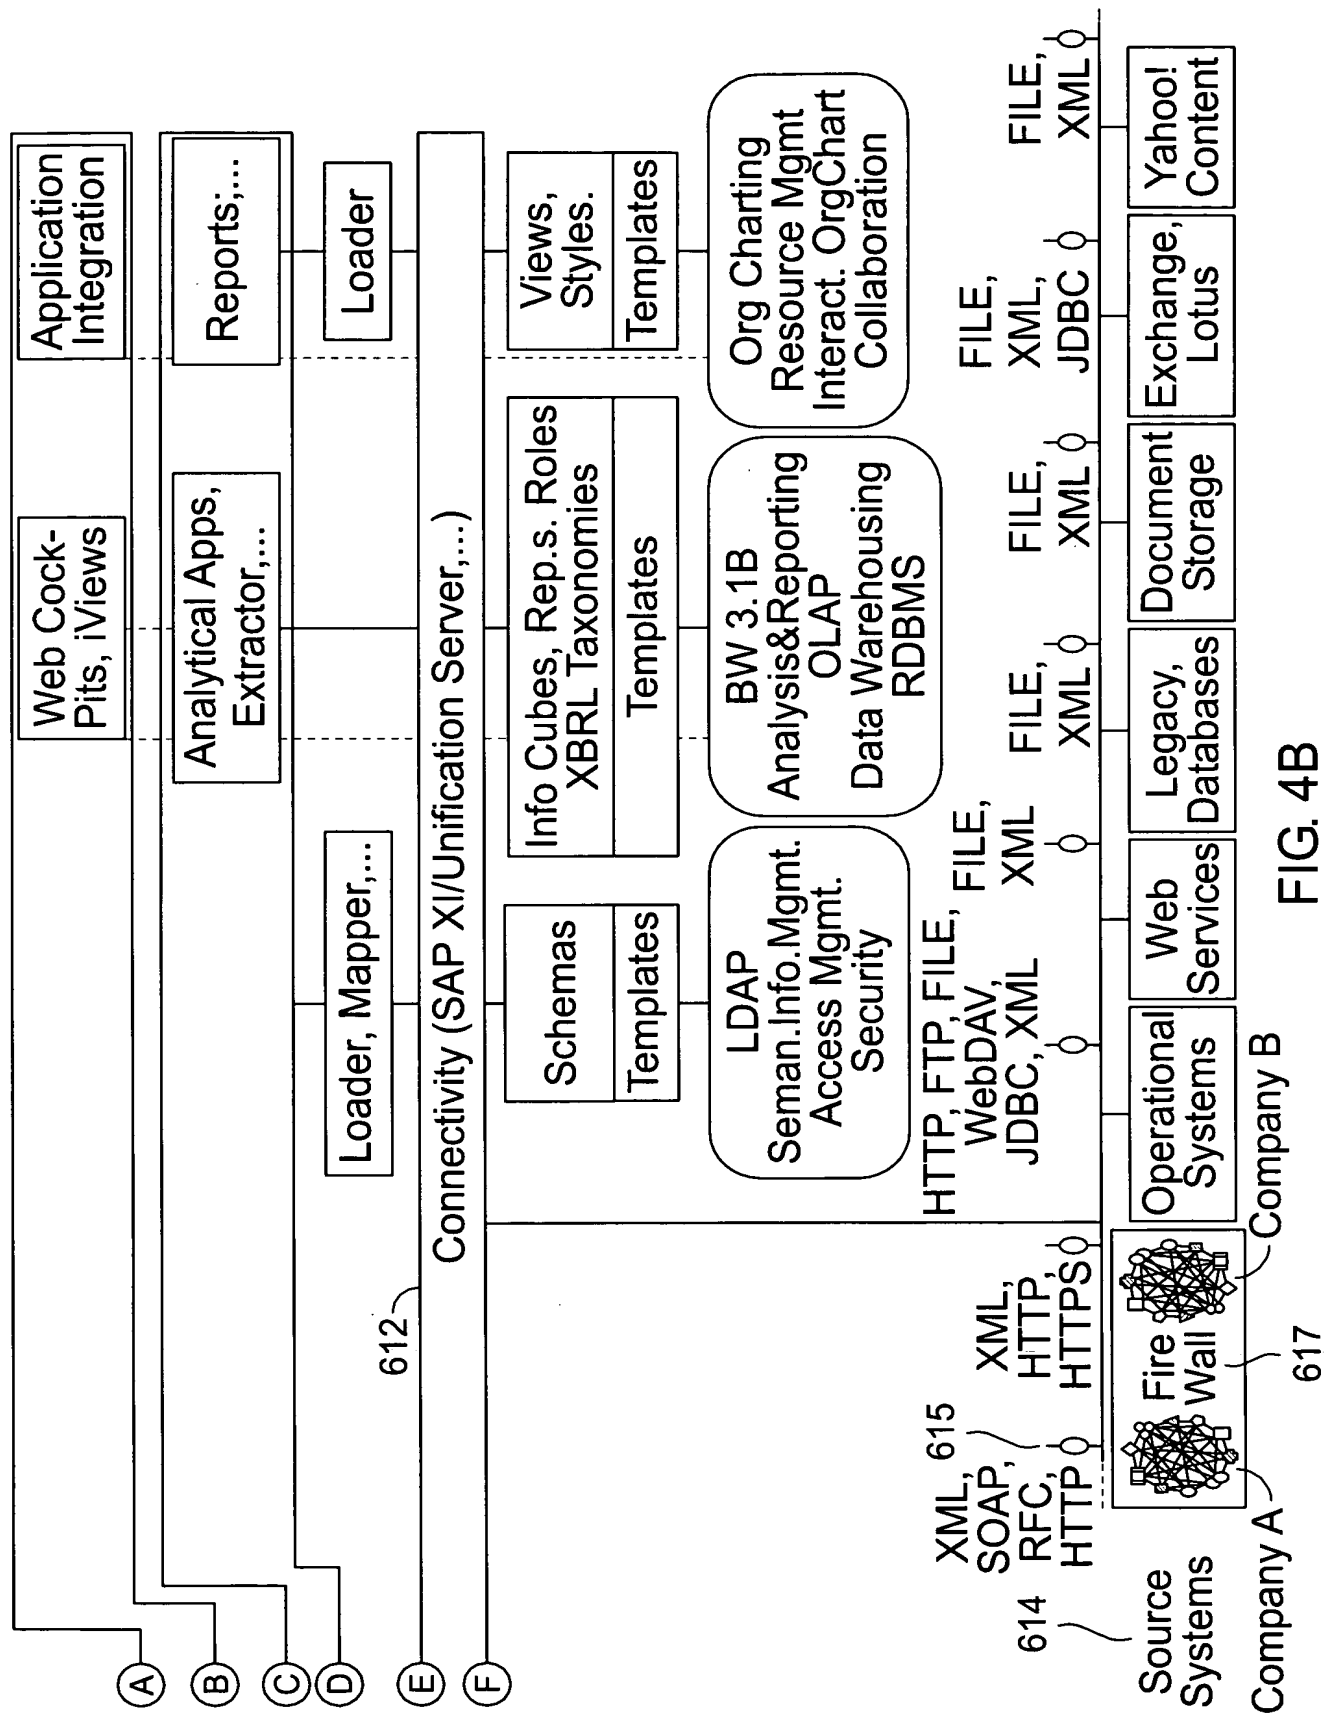 A
B
C
D
E
F
Web Cock-
Pits, iViews
Application
Integration
Analytical Apps,
Extractor,...
Reports;...
Loader, Mapper,...
Loader
612
Connectivity (SAP XI/Unification Server,...)
Schemas
Templates
Info Cubes, Rep.s. Roles
XBRL Taxonomies
Templates
Views,
Styles.
Templates
LDAP
Seman.Info.Mgmt.
Access Mgmt.
Security
BW 3.1B
Analysis&Reporting
OLAP
Data Warehousing
RDBMS
Org Charting
Resource Mgmt
Interact. OrgChart
Collaboration
614
XML,
SOAP,
RFC,
HTTP
615
XML,
HTTP,
HTTPS
HTTP, FTP, FILE,
WebDAV,
JDBC, XML
FILE,
XML
FILE,
XML
FILE,
XML
FILE,
XML,
JDBC
FILE,
XML
Source
Systems
Fire
Wall
Operational
Systems
Web
Services
Legacy,
Databases
Document
Storage
Exchange,
Lotus
Yahoo!
Content
Company A
617
Company B
FIG. 4B